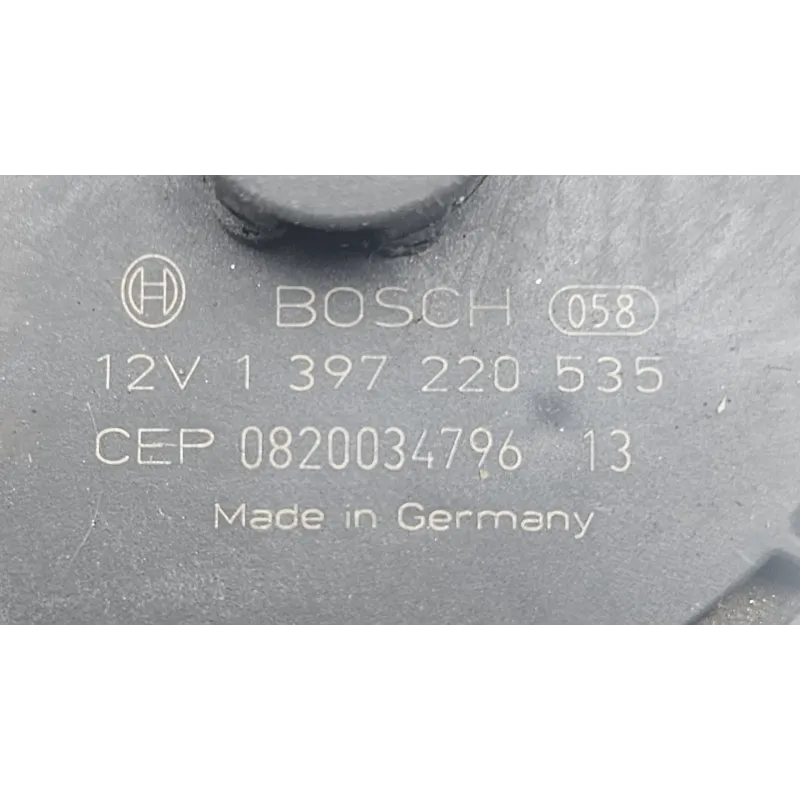 BOSCH 058
12V 1 397 220 535
CEP 0820034796 13
Made in Germany